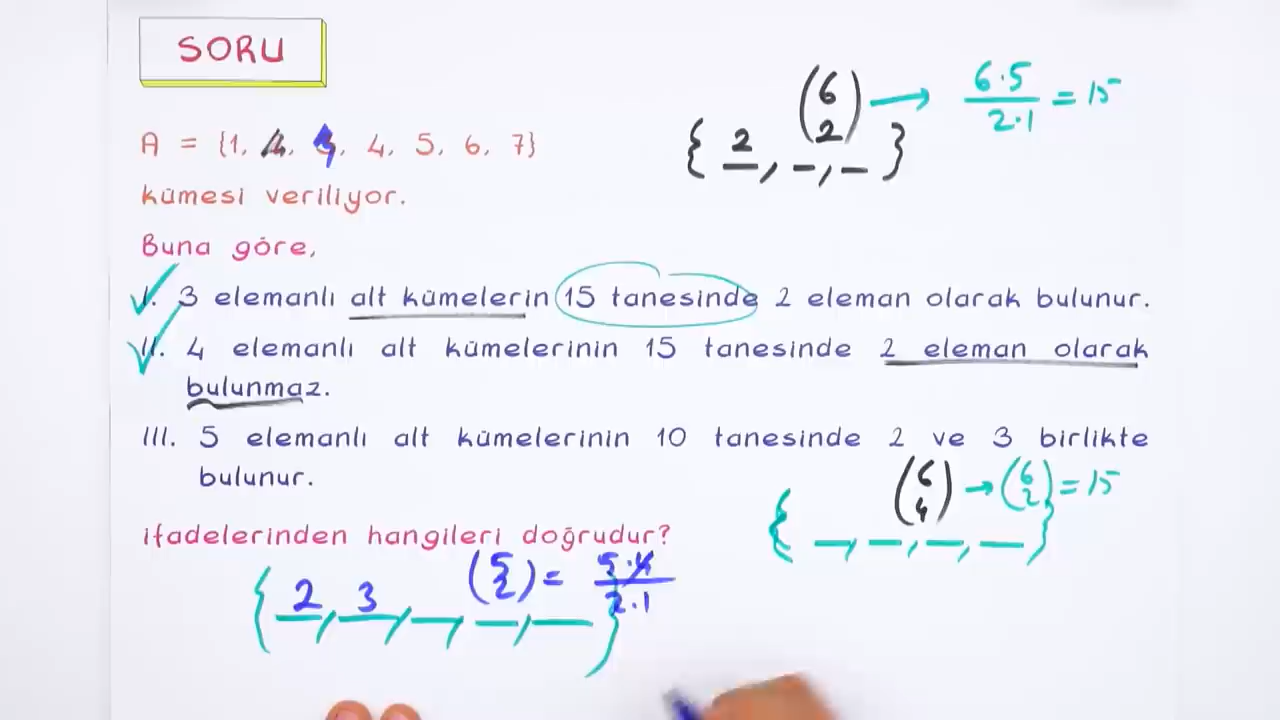 SORU
(6 2) → 6·5 / 2·1 = 15
{ 2, _, _ }
A = {1, 2, 3, 4, 5, 6, 7}
kümesi veriliyor.
Buna göre,
I. 3 elemanlı alt kümelerin 15 tanesinde 2 eleman olarak bulunur.
II. 4 elemanlı alt kümelerinin 15 tanesinde 2 eleman olarak
bulunmaz.
III. 5 elemanlı alt kümelerinin 10 tanesinde 2 ve 3 birlikte
bulunur.
(6 4) → (6 2) = 15
{ _, _, _, _ }
ifadelerinden hangileri doğrudur?
(5 2) = 5·4 / 2·1
{ 2, 3, _, _, _ }